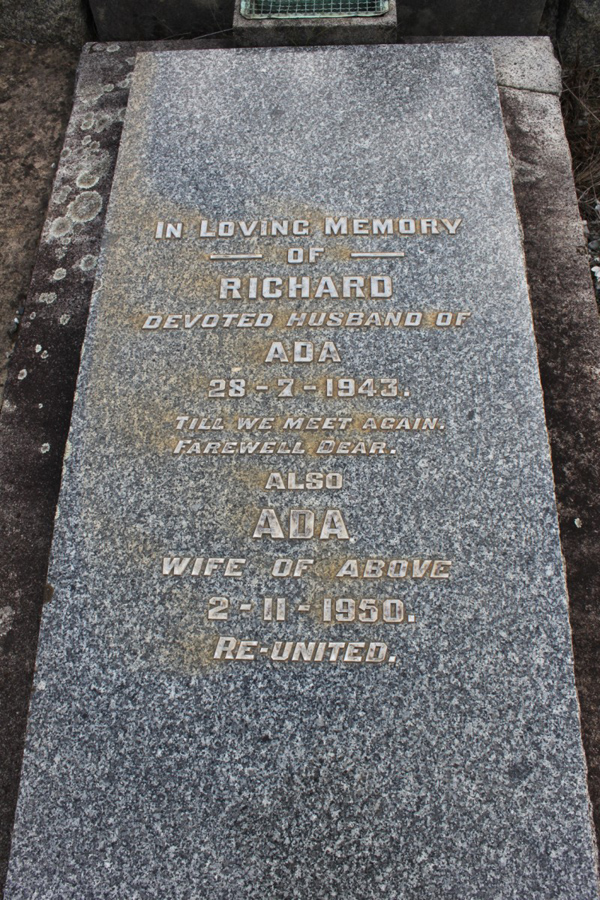 IN LOVING MEMORY
OF
RICHARD
DEVOTED HUSBAND OF
ADA
28-7-1943.
TILL WE MEET AGAIN.
FAREWELL DEAR.
ALSO
ADA.
WIFE OF ABOVE
2-11-1950.
RE-UNITED.